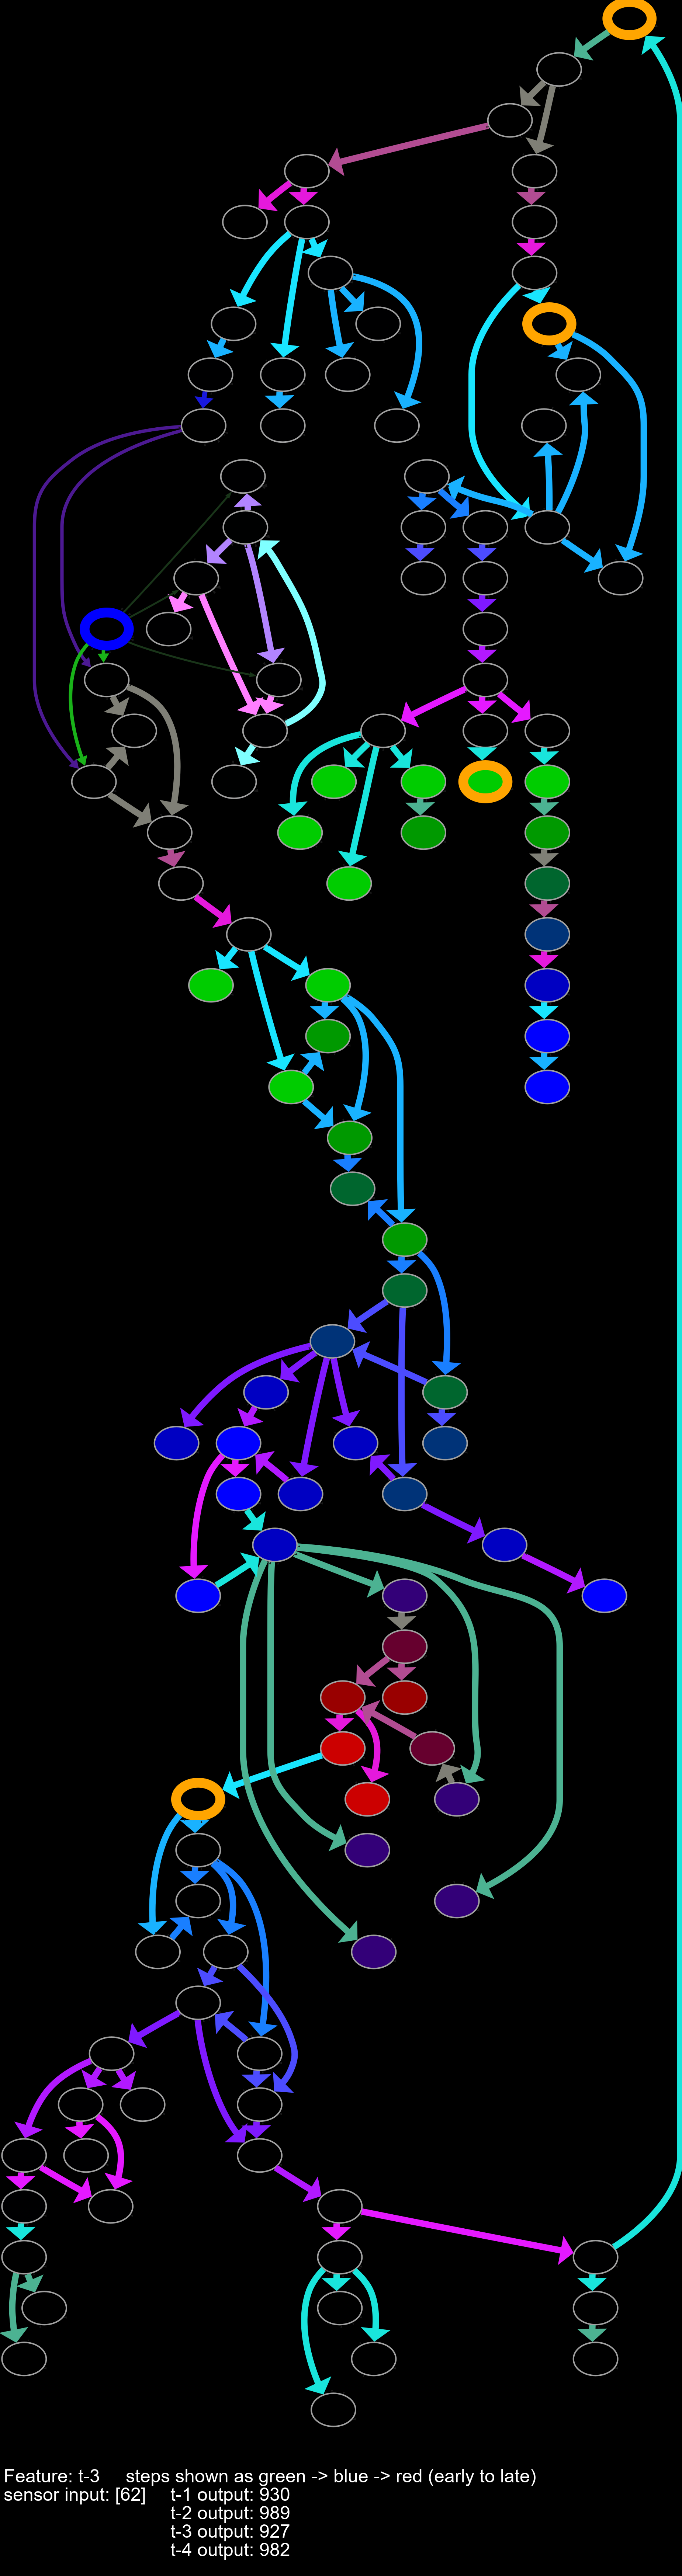 Feature: t-3 steps shown as green -> blue -> red (early to late)
sensor input: [62] t-1 output: 930
t-2 output: 989
t-3 output: 927
t-4 output: 982